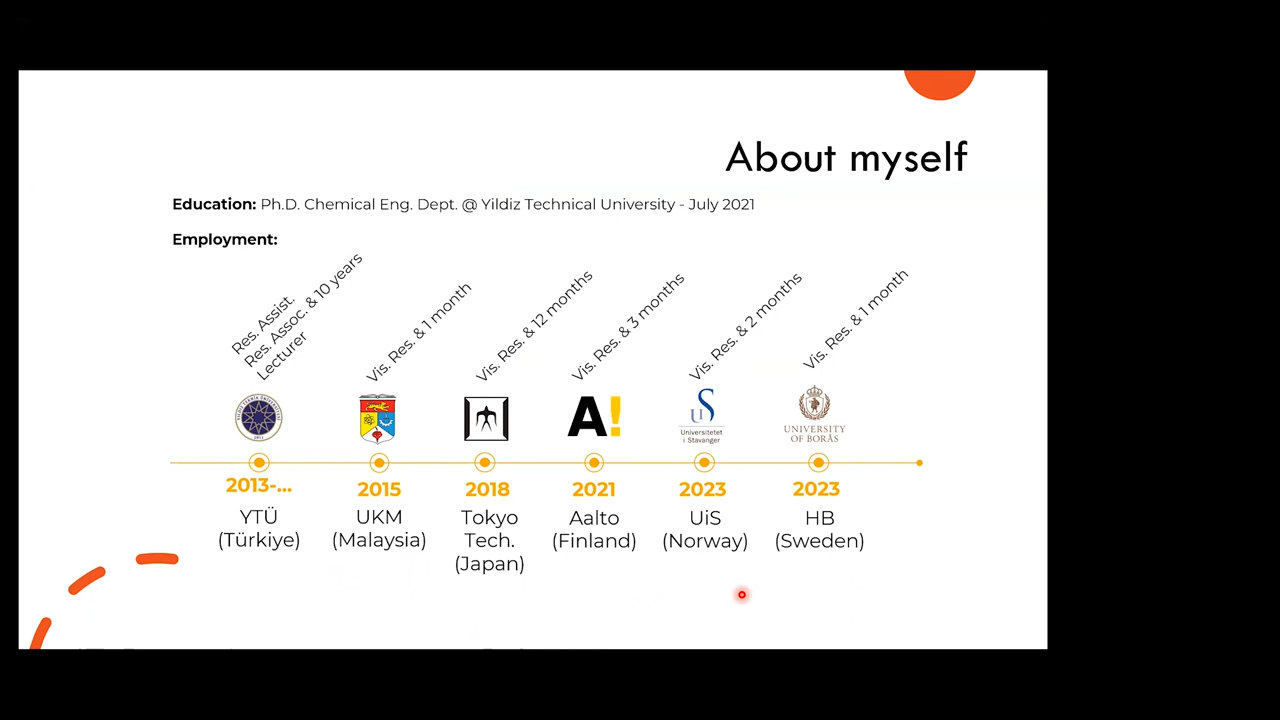 About myself
Education: Ph.D. Chemical Eng. Dept. @ Yildiz Technical University - July 2021
Employment:
Res. Assist.
Res. Assoc. & 10 years
Lecturer
Vis. Res. & 1 month
Vis. Res. & 12 months
Vis. Res. & 3 months
Vis. Res. & 2 months
Vis. Res. & 1 month
A!
US
Universitetet
i Stavanger
UNIVERSITY
OF BORÅS
2013-...
2015
2018
2021
2023
2023
YTÜ
(Türkiye)
UKM
(Malaysia)
Tokyo
Tech.
(Japan)
Aalto
(Finland)
UiS
(Norway)
HB
(Sweden)